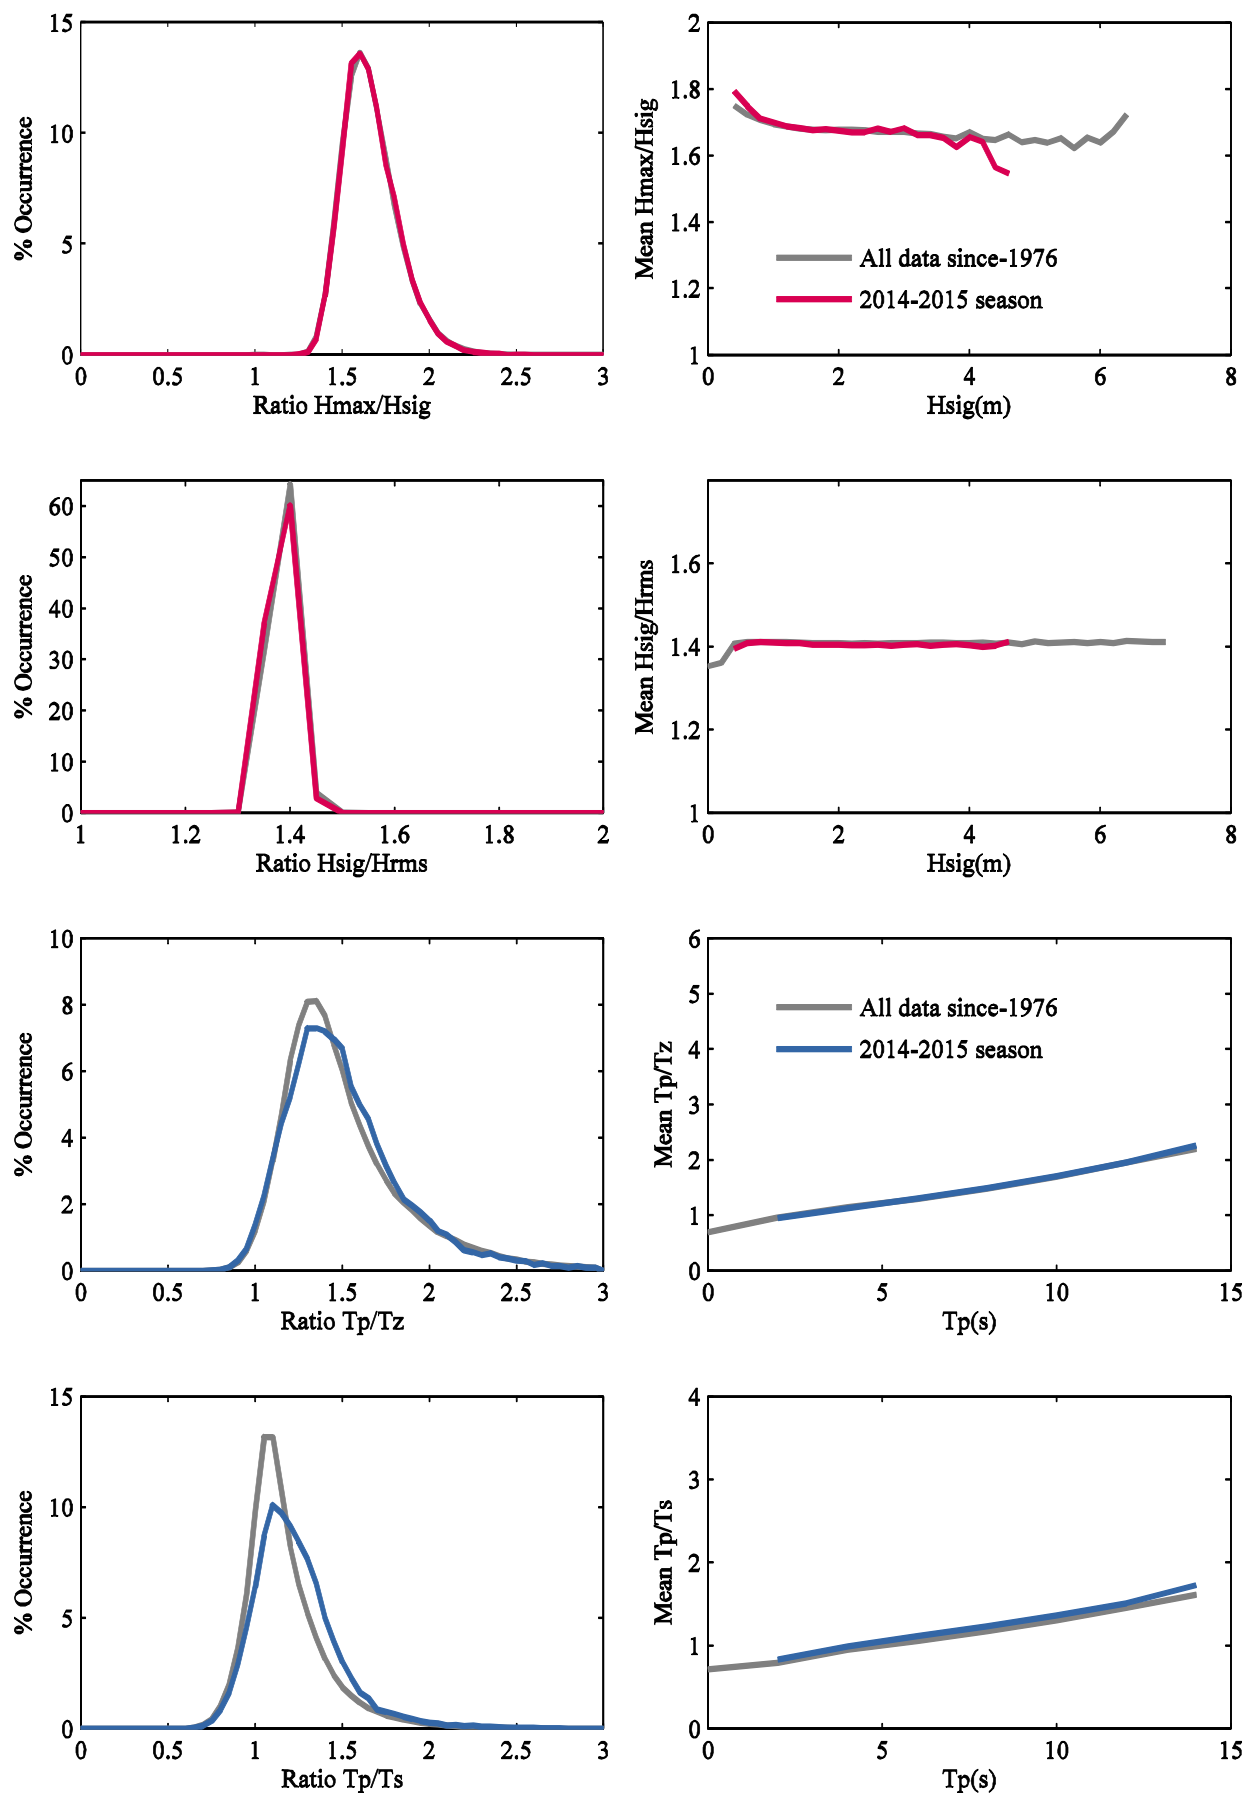 15
10
5
0
% Occurrence
0 0.5 1 1.5 2 2.5 3
Ratio Hmax/Hsig
2
1.8
1.6
1.4
1.2
1
Mean Hmax/Hsig
All data since-1976
2014-2015 season
0 2 4 6 8
Hsig(m)
60
50
40
30
20
10
0
% Occurrence
1 1.2 1.4 1.6 1.8 2
Ratio Hsig/Hrms
1.6
1.4
1.2
1
Mean Hsig/Hrms
0 2 4 6 8
Hsig(m)
10
8
6
4
2
0
% Occurrence
0 0.5 1 1.5 2 2.5 3
Ratio Tp/Tz
6
5
4
3
2
1
0
Mean Tp/Tz
All data since-1976
2014-2015 season
0 5 10 15
Tp(s)
15
10
5
0
% Occurrence
0 0.5 1 1.5 2 2.5 3
Ratio Tp/Ts
4
3
2
1
0
Mean Tp/Ts
0 5 10 15
Tp(s)